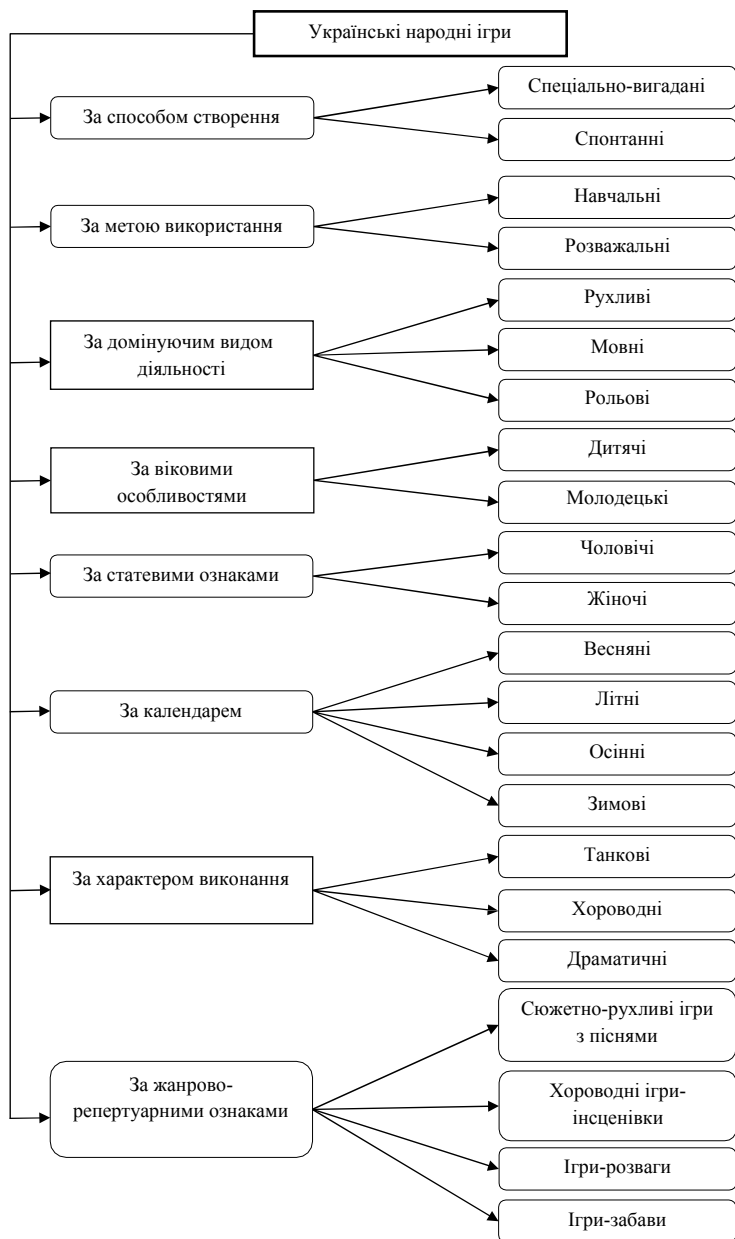 Українські народні ігри
За способом створення
Спеціально-вигадані
Спонтанні
За метою використання
Навчальні
Розважальні
За домінуючим видом
діяльності
Рухливі
Мовні
Рольові
За віковими
особливостями
Дитячі
Молодецькі
За статевими ознаками
Чоловічі
Жіночі
За календарем
Весняні
Літні
Осінні
Зимові
За характером виконання
Танкові
Хороводні
Драматичні
За жанрово-
репертуарними ознаками
Сюжетно-рухливі ігри
з піснями
Хороводні ігри-
інсценівки
Ігри-розваги
Ігри-забави